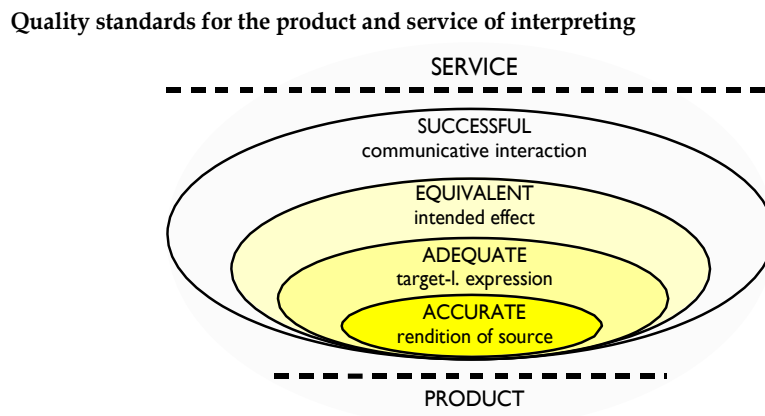 Quality standards for the product and service of interpreting
SERVICE
SUCCESSFUL
communicative interaction
EQUIVALENT
intended effect
ADEQUATE
target-l. expression
ACCURATE
rendition of source
PRODUCT